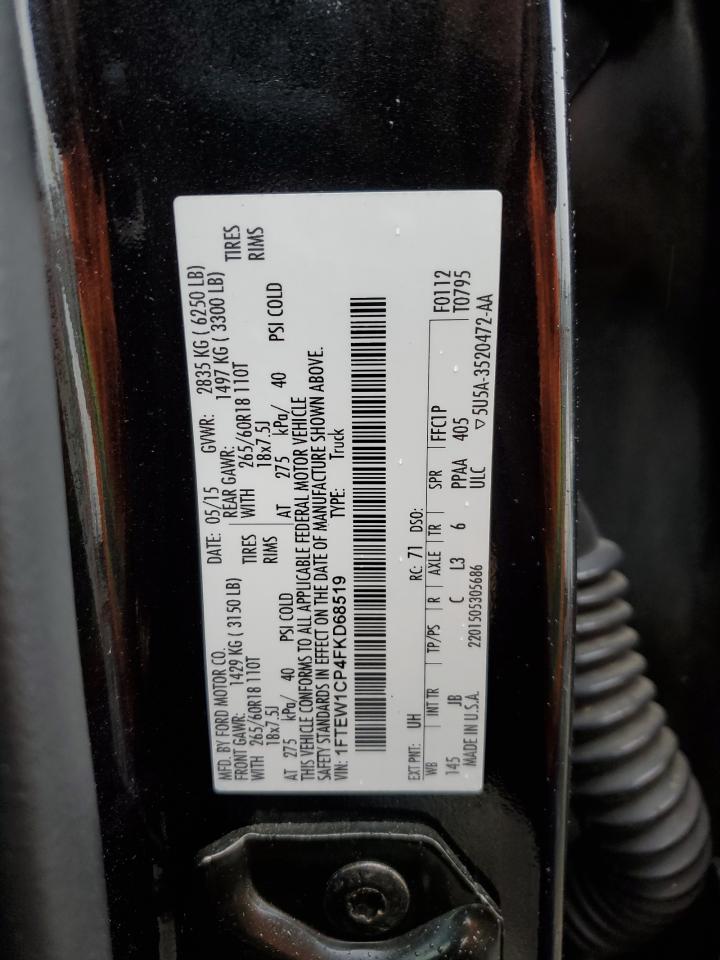 MFD. BY FORD MOTOR CO.
DATE: 05/15 GVWR: 2835 KG ( 6250 LB)
FRONT GAWR: 1429 KG ( 3150 LB) REAR GAWR: 1497 KG ( 3300 LB)
WITH 265/60R18 110T TIRES WITH 265/60R18 110T TIRES
18x7.5J RIMS 18x7.5J RIMS
AT 275 kPa/ 40 PSI COLD AT 275 kPa/ 40 PSI COLD
THIS VEHICLE CONFORMS TO ALL APPLICABLE FEDERAL MOTOR VEHICLE
SAFETY STANDARDS IN EFFECT ON THE DATE OF MANUFACTURE SHOWN ABOVE.
VIN: 1FTEW1CP4FKD68519 TYPE: Truck
EXT PNT: UH RC: 71 DSO: F0112
WB INT TR TP/PS R AXLE TR SPR FFC1P T0795
145 JB C L3 6 PPAA 405
MADE IN U.S.A. 2201505305686 ULC ▽5U5A-3520472-AA